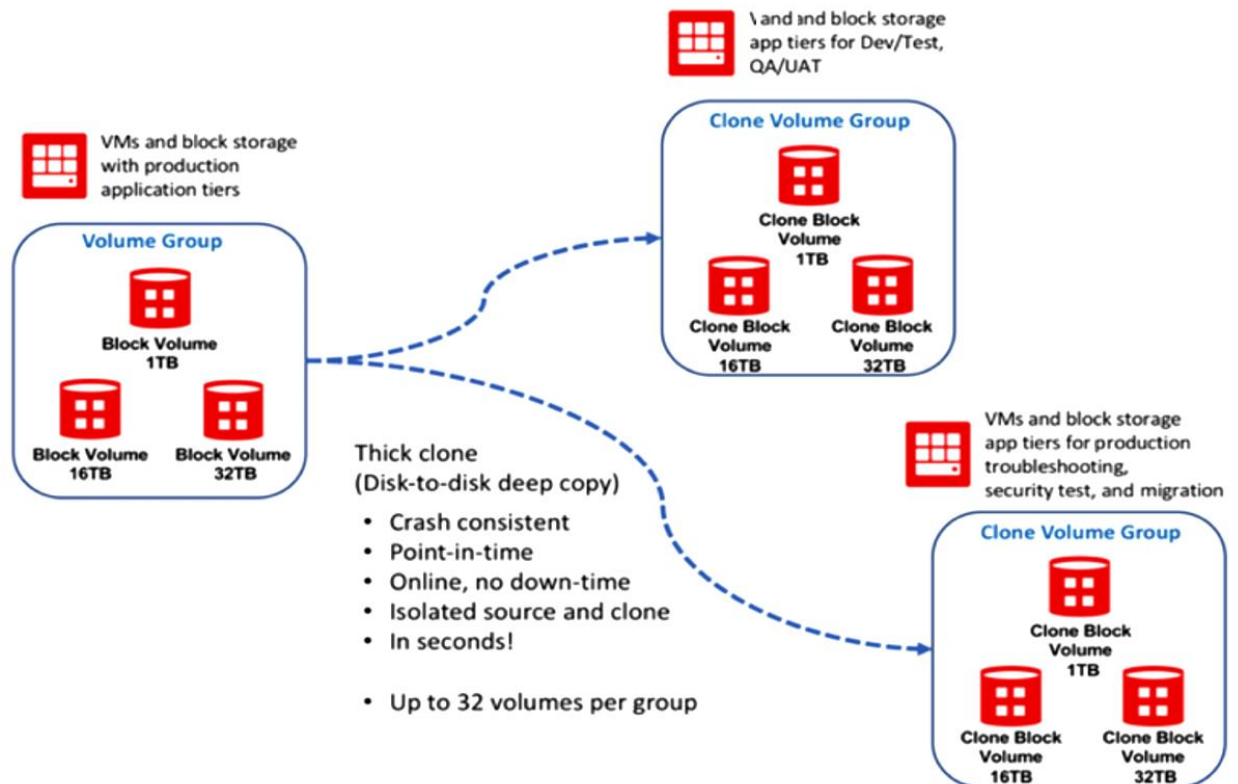 \ and and block storage
app tiers for Dev/Test,
QA/UAT
VMs and block storage
with production
application tiers
Volume Group
Block Volume
1TB
Block Volume
16TB
Block Volume
32TB
Clone Volume Group
Clone Block
Volume
1TB
Clone Block
Volume
16TB
Clone Block
Volume
32TB
Thick clone
(Disk-to-disk deep copy)
• Crash consistent
• Point-in-time
• Online, no down-time
• Isolated source and clone
• In seconds!
• Up to 32 volumes per group
VMs and block storage
app tiers for production
troubleshooting,
security test, and migration
Clone Volume Group
Clone Block
Volume
1TB
Clone Block
Volume
16TB
Clone Block
Volume
32TB